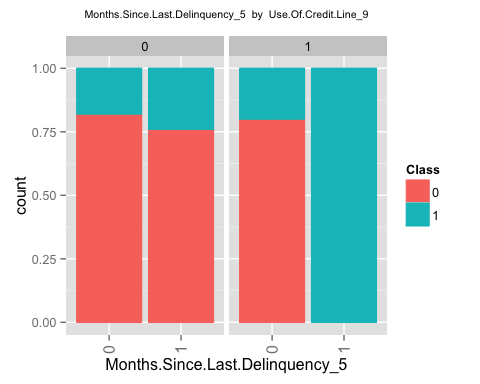 Months.Since.Last.Delinquency_5 by Use.Of.Credit.Line_9
0 1
1.00
0.75
0.50
0.25
0.00
count
0 1 0 1
Months.Since.Last.Delinquency_5
Class
0
1